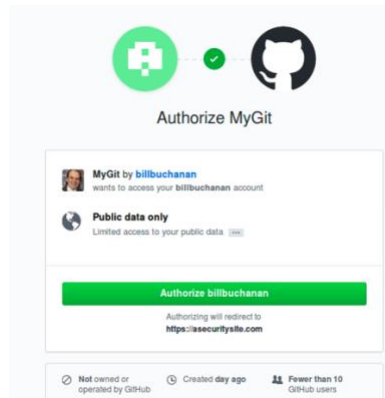 Authorize MyGit
MyGit by billbuchanan
wants to access your billbuchanan account
Public data only
Limited access to your public data
Authorize billbuchanan
Authorizing will redirect to
https://asecuritysite.com
Not owned or
operated by GitHub
Created day ago
Fewer than 10
GitHub users